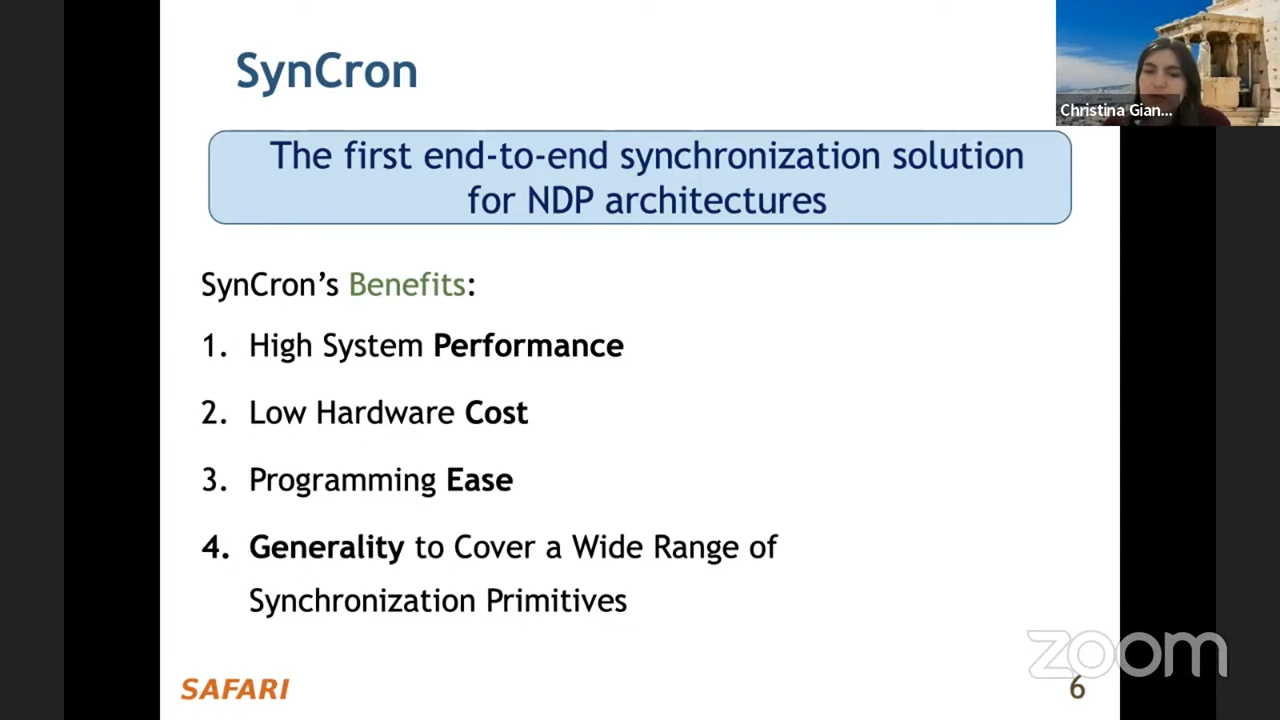 SynCron
Christina Gian...
The first end-to-end synchronization solution
for NDP architectures
SynCron’s Benefits:
1. High System Performance
2. Low Hardware Cost
3. Programming Ease
4. Generality to Cover a Wide Range of
Synchronization Primitives
zoom
SAFARI
6